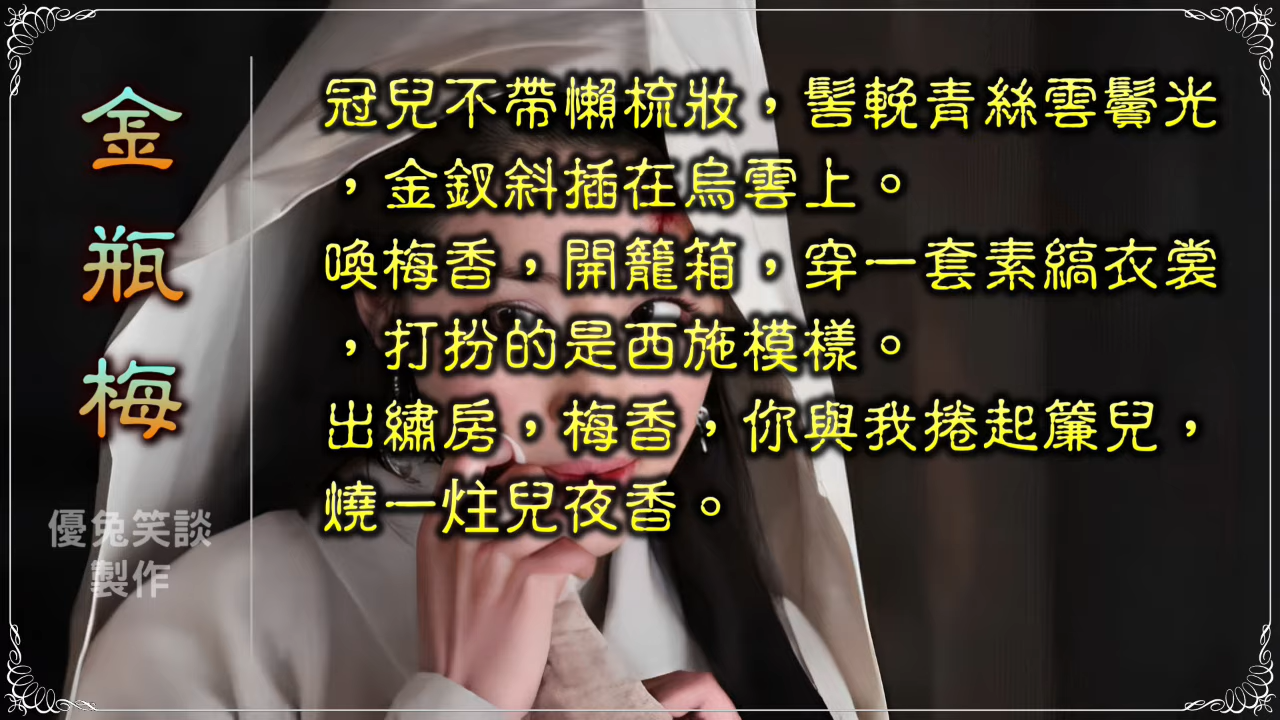 金瓶梅
優兔笑談
製作
冠兒不帶懶梳妝，髻輓青絲雲鬢光
，金釵斜插在烏雲上。
喚梅香，開籠箱，穿一套素縞衣裳
，打扮的是西施模樣。
出繡房，梅香，你與我捲起簾兒，
燒一炷兒夜香。